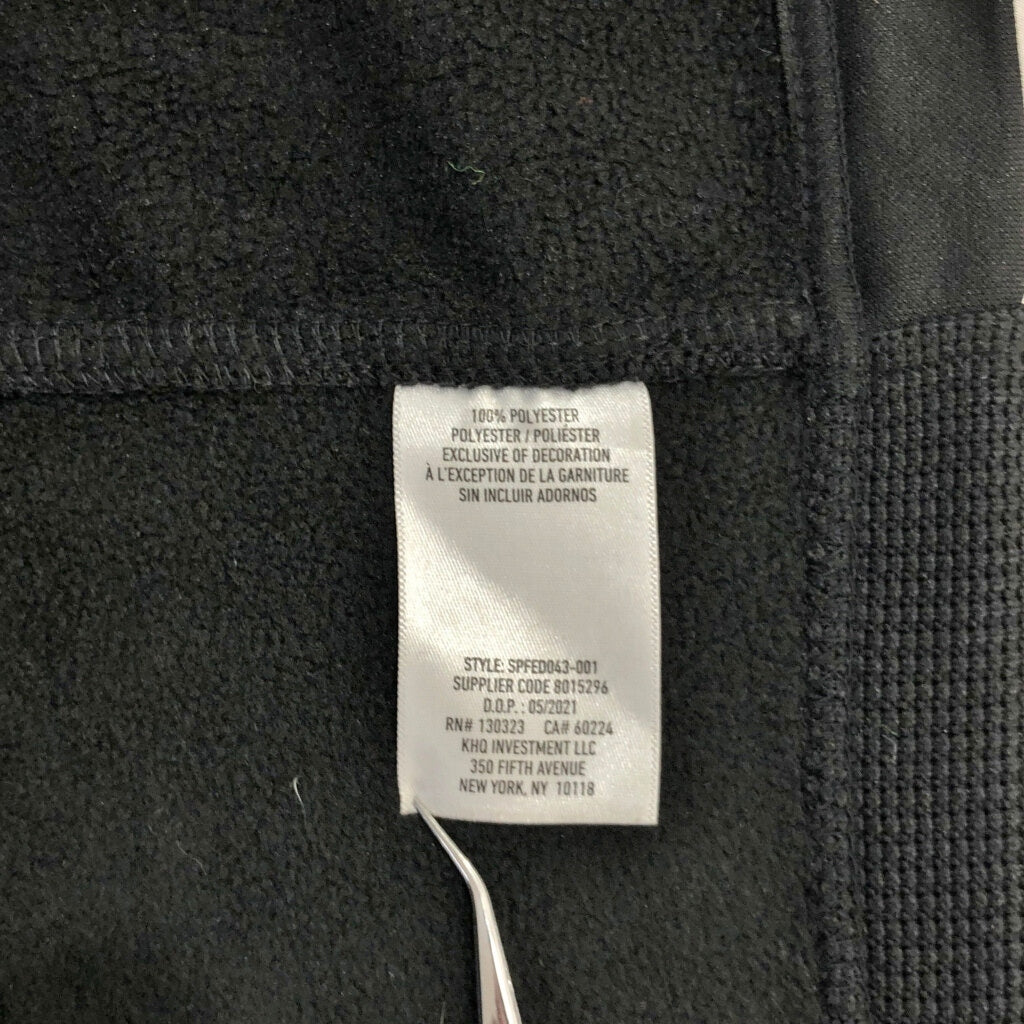 100% POLYESTER
POLYESTER / POLIÉSTER
EXCLUSIVE OF DECORATION
À L'EXCEPTION DE LA GARNITURE
SIN INCLUIR ADORNOS
STYLE: SPFED043-001
SUPPLIER CODE 8015296
D.O.P. : 05/2021
RN# 130323 CA# 60224
KHQ INVESTMENT LLC
350 FIFTH AVENUE
NEW YORK, NY 10118